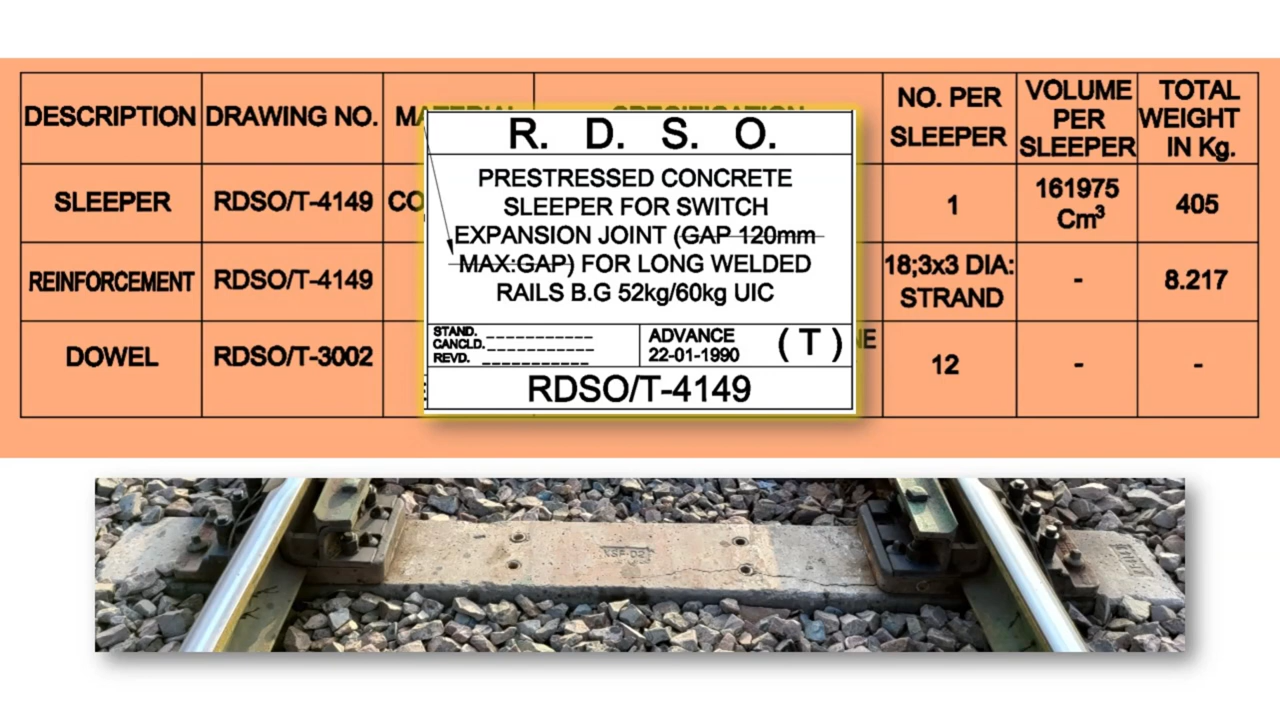 DESCRIPTION
DRAWING NO.
NO. PER
SLEEPER
VOLUME
PER
SLEEPER
TOTAL
WEIGHT
IN Kg.
SLEEPER
RDSO/T-4149
1
161975
Cm³
405
REINFORCEMENT
RDSO/T-4149
18;3x3 DIA:
STRAND
-
8.217
DOWEL
RDSO/T-3002
12
-
-
R. D. S. O.
PRESTRESSED CONCRETE
SLEEPER FOR SWITCH
EXPANSION JOINT (GAP 120mm
MAX:GAP) FOR LONG WELDED
RAILS B.G 52kg/60kg UIC
STAND. ___________
CANCLD. ___________
REVD. ___________
ADVANCE
22-01-1990
( T )
RDSO/T-4149